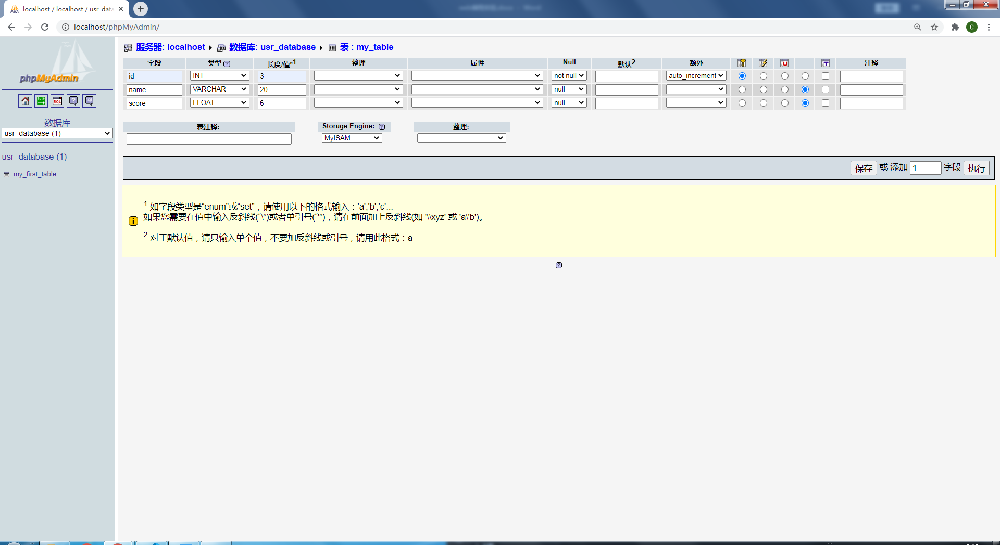 localhost / localhost / usr_data
localhost/phpMyAdmin/
C
phpMyAdmin
数据库
usr_database (1)
usr_database (1)
my_first_table
服务器: localhost 数据库: usr_database 表 : my_table
字段 类型 长度/值*1 整理 属性 Null 默认2 额外 --- 注释
id INT 3 not null auto_increment
name VARCHAR 20 null
score FLOAT 6 null
表注释: Storage Engine: 整理:
MyISAM
保存 或 添加 1 字段 执行
1 如字段类型是“enum”或“set”，请使用以下的格式输入：'a','b','c'...
如果您需要在值中输入反斜线(“\”)或者单引号(“'”)，请在前面加上反斜线(如 '\\xyz' 或 'a\'b')。
2 对于默认值，请只输入单个值，不要加反斜线或引号，请用此格式：a